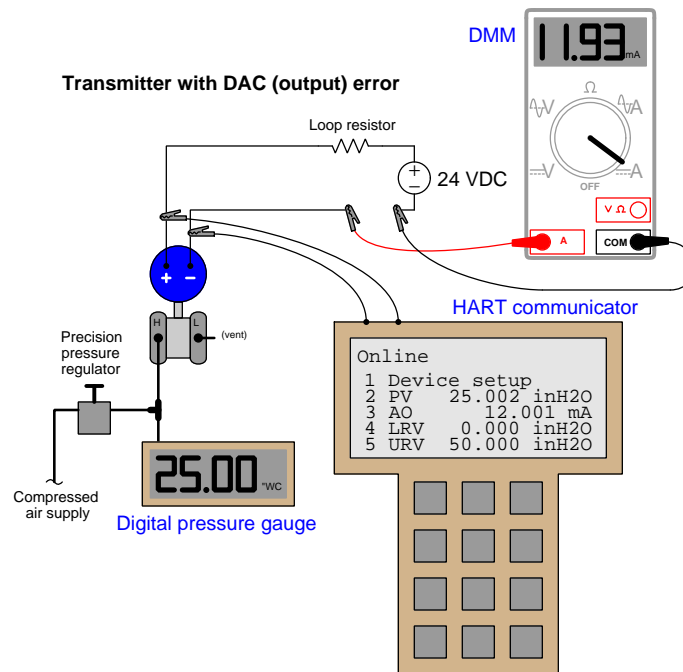 DMM
11.93 mA
Transmitter with DAC (output) error
Ω
V
A
Loop resistor
24 VDC
V
A
OFF
V Ω
A
COM
+
-
+ -
HART communicator
H
L
(vent)
Precision
pressure
regulator
Online
1 Device setup
2 PV 25.002 inH2O
3 AO 12.001 mA
4 LRV 0.000 inH2O
5 URV 50.000 inH2O
25.00 "WC
Compressed
air supply
Digital pressure gauge